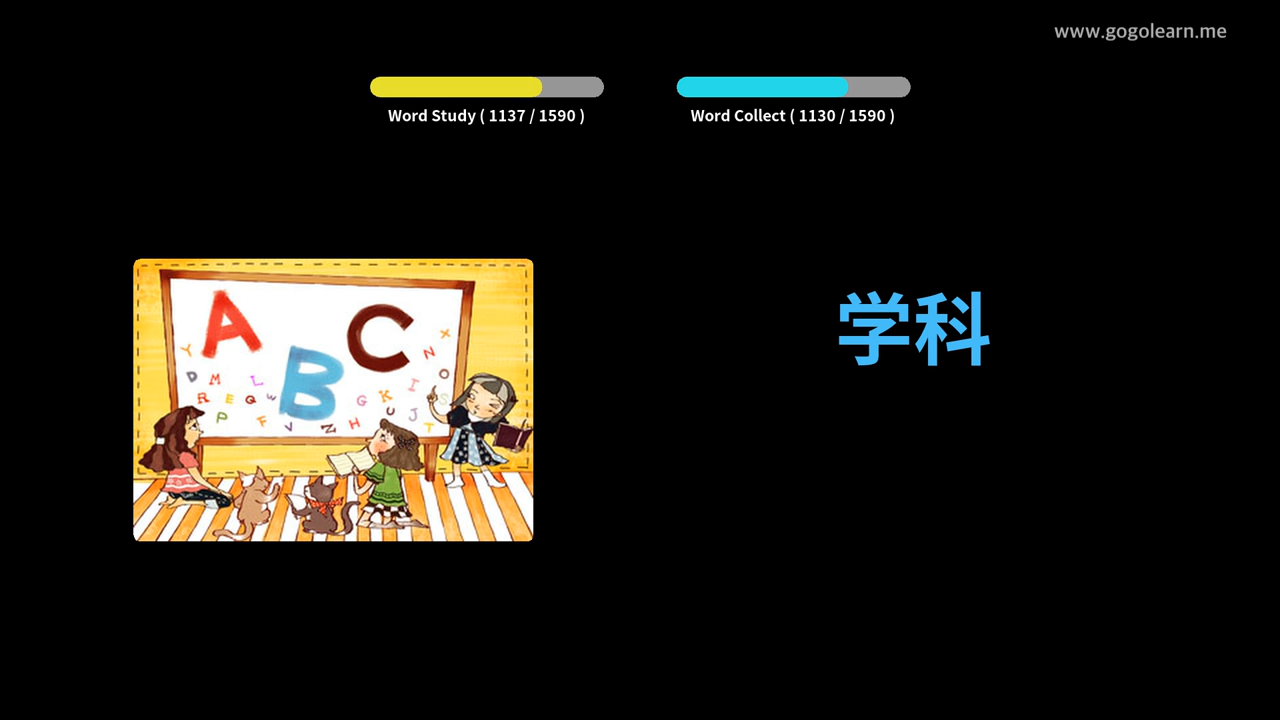 www.gogolearn.me
Word Study ( 1137 / 1590 )
Word Collect ( 1130 / 1590 )
学科
A
B
C
Y
X
N
D
M
L
O
I
R
E
Q
W
G
K
S
P
F
V
Z
H
U
J
T